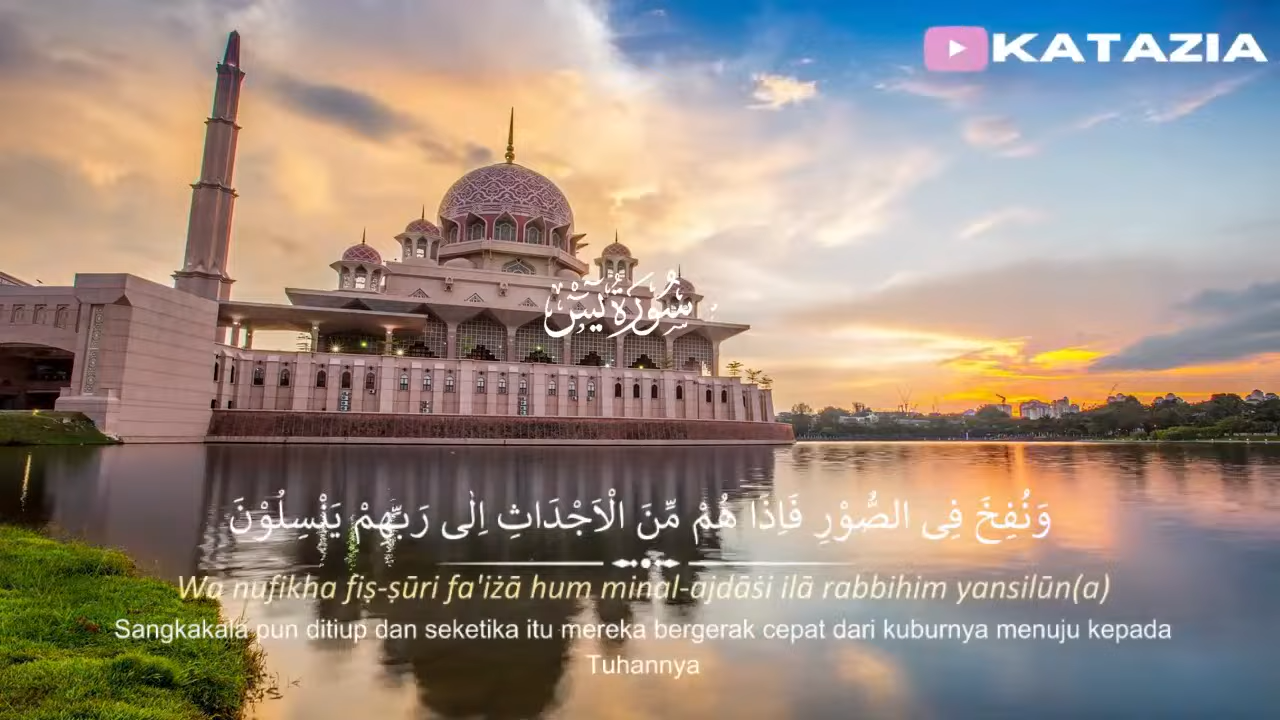 KATAZIA
سُورَةُ يٰسٓ
وَنُفِخَ فِى الصُّوْرِ فَاِذَا هُمْ مِّنَ الْاَجْدَاثِ اِلٰى رَبِّهِمْ يَنْسِلُوْنَ
Wa nufikha fiṣ-ṣūri fa'iżā hum minal-ajdāṡi ilā rabbihim yansilūn(a)
Sangkakala pun ditiup dan seketika itu mereka bergerak cepat dari kuburnya menuju kepada
Tuhannya